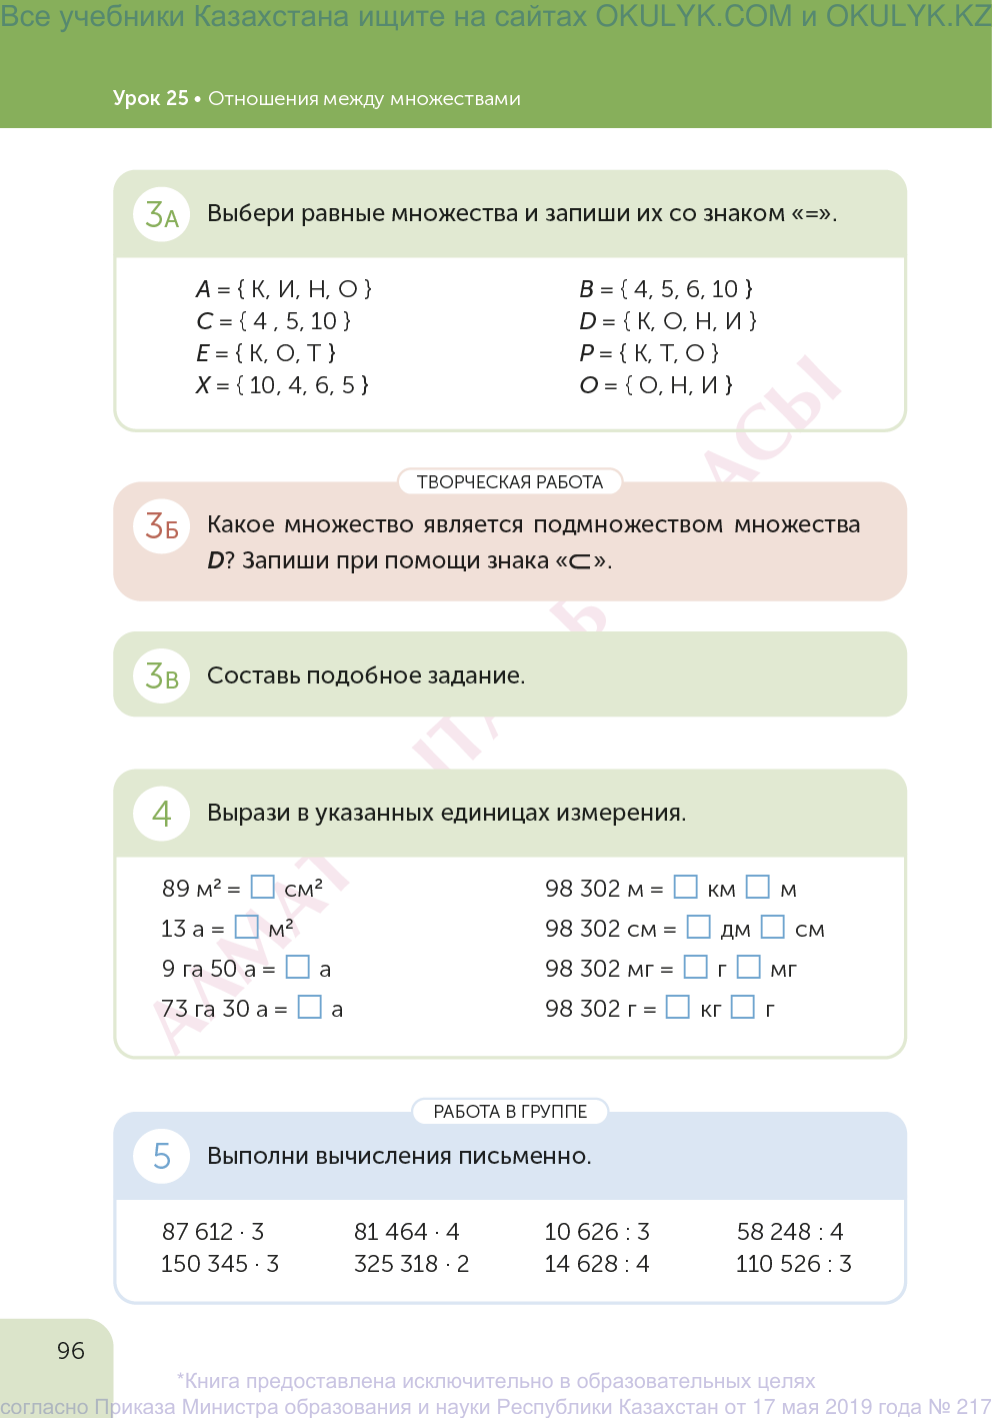 Все учебники Казахстана ищите на сайтах OKULYK.COM и OKULYK.KZ
Урок 25 • Отношения между множествами
3А Выбери равные множества и запиши их со знаком «=».
A = { К, И, Н, О }
B = { 4, 5, 6, 10 }
C = { 4 , 5, 10 }
D = { К, О, Н, И }
E = { К, О, Т }
P = { К, Т, О }
X = { 10, 4, 6, 5 }
O = { О, Н, И }
ТВОРЧЕСКАЯ РАБОТА
3Б Какое множество является подмножеством множества
D? Запиши при помощи знака «⊂».
3В Составь подобное задание.
4 Вырази в указанных единицах измерения.
89 м² = □ см²
13 а = □ м²
9 га 50 а = □ а
73 га 30 а = □ а
98 302 м = □ км □ м
98 302 см = □ дм □ см
98 302 мг = □ г □ мг
98 302 г = □ кг □ г
РАБОТА В ГРУППЕ
5 Выполни вычисления письменно.
87 612 · 3 81 464 · 4 10 626 : 3 58 248 : 4
150 345 · 3 325 318 · 2 14 628 : 4 110 526 : 3
96
*Книга предоставлена исключительно в образовательных целях
согласно Приказа Министра образования и науки Республики Казахстан от 17 мая 2019 года № 217